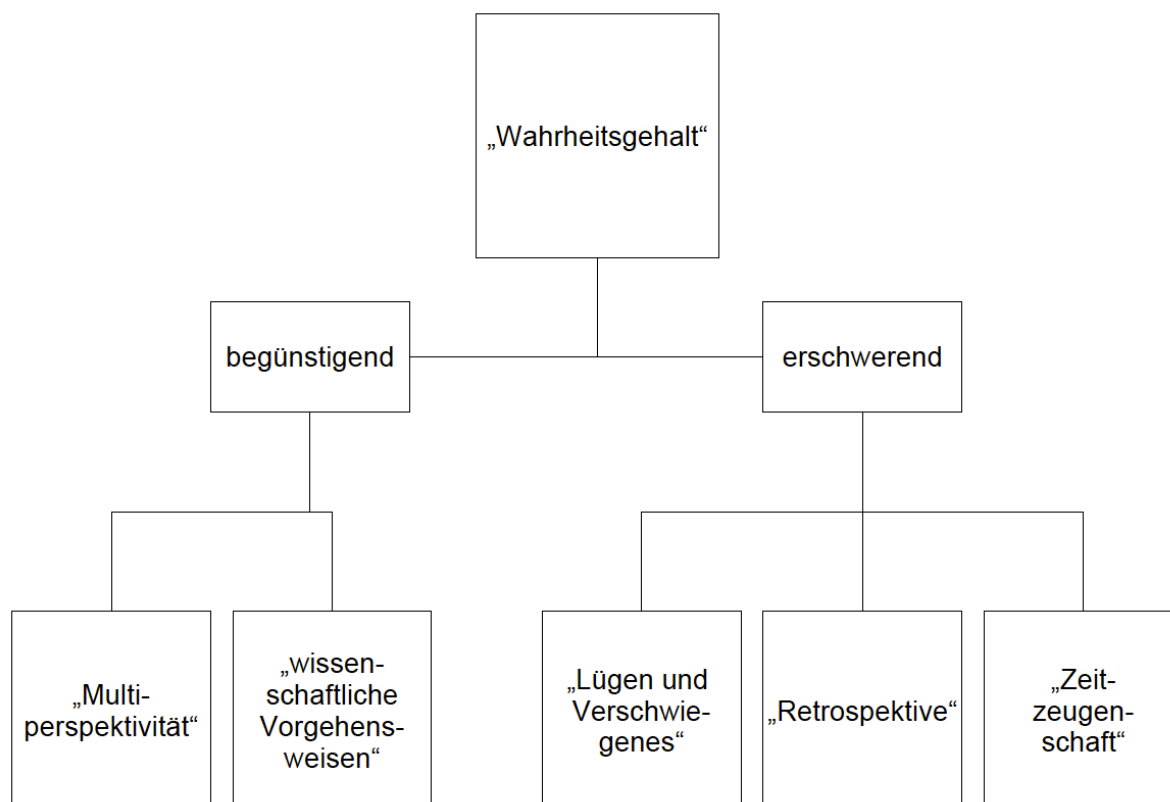 „Wahrheitsgehalt“
begünstigend
erschwerend
„Multi-
perspektivität“
„wissen-
schaftliche
Vorgehens-
weisen“
„Lügen und
Verschwie-
genes“
„Retrospektive“
„Zeit-
zeugen-
schaft“